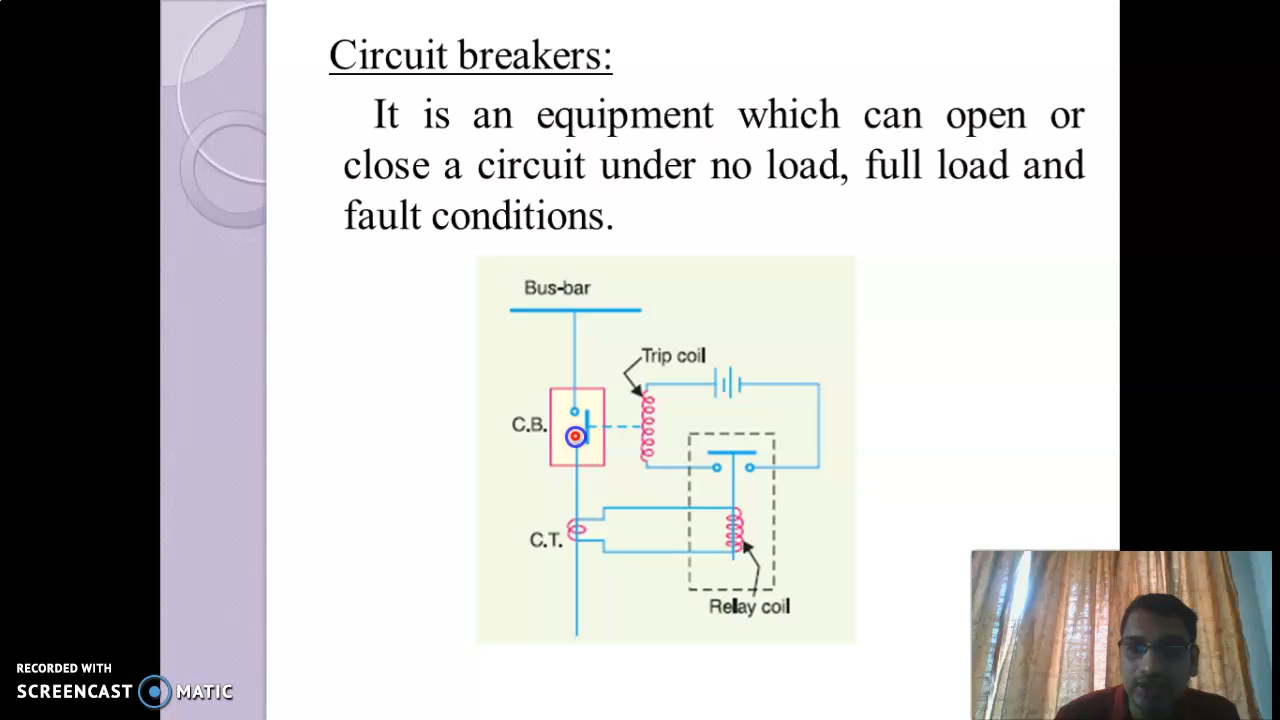 Circuit breakers:
It is an equipment which can open or
close a circuit under no load, full load and
fault conditions.
Bus-bar
Trip coil
C.B.
C.T.
Relay coil
RECORDED WITH
SCREENCAST MATIC